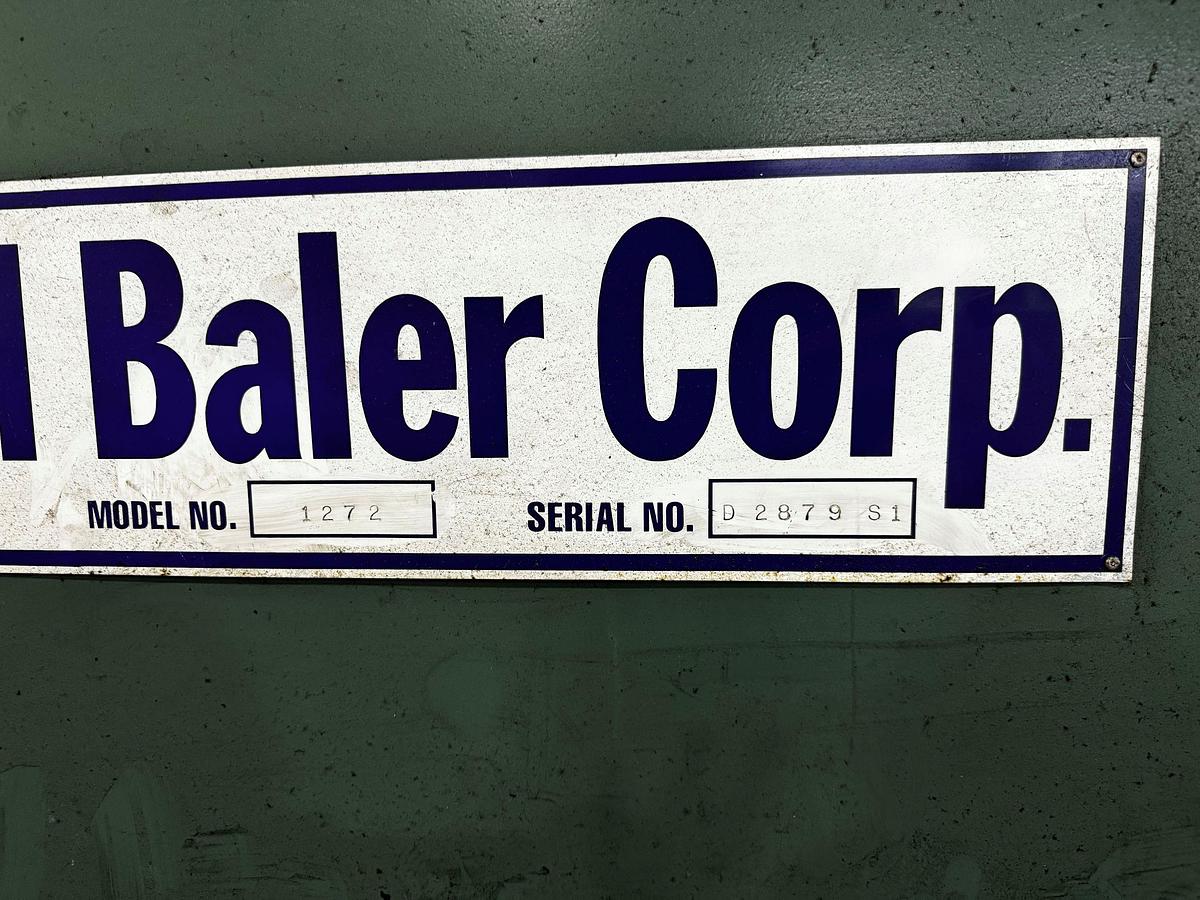 Baler Corp.
MODEL NO. 1272 SERIAL NO. D 2879 S1